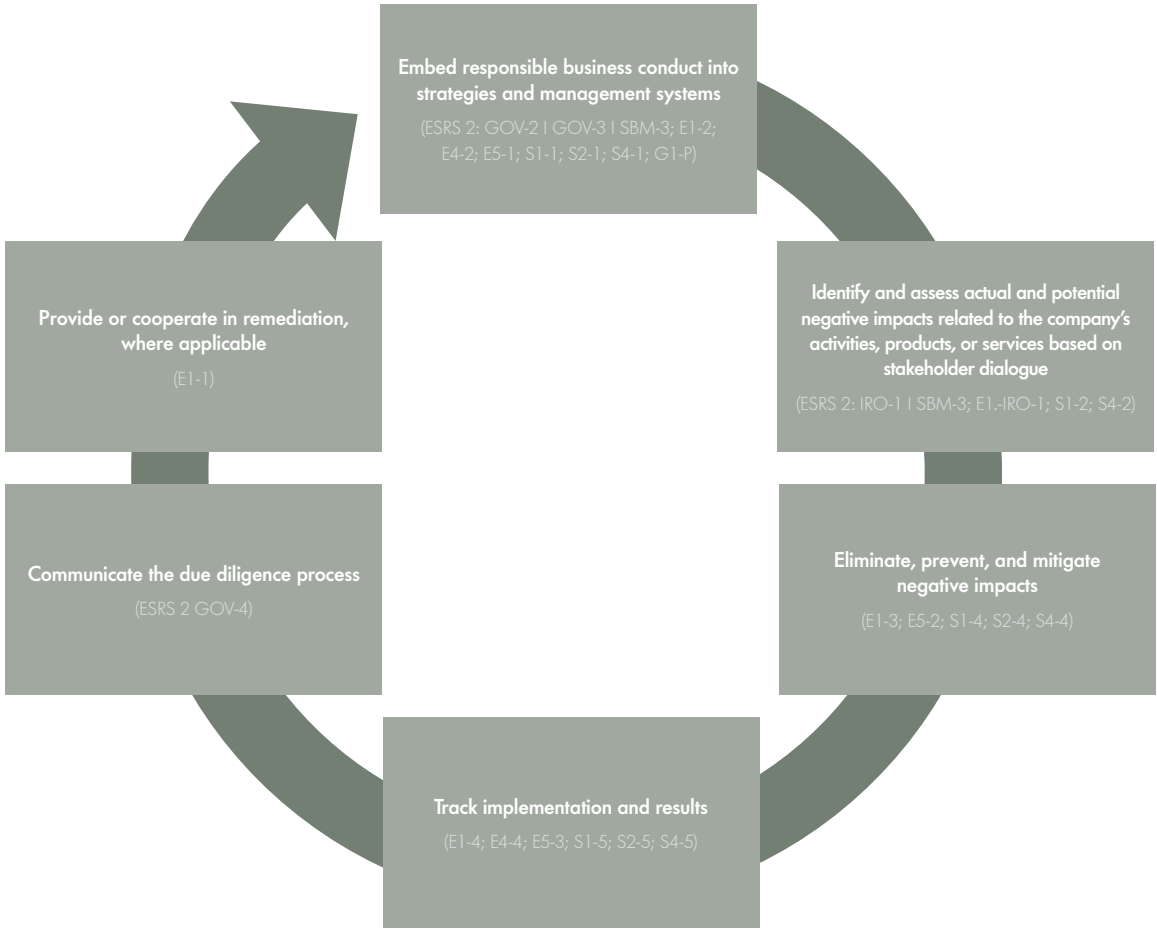 Embed responsible business conduct into
strategies and management systems
(ESRS 2: GOV-2 I GOV-3 I SBM-3; E1-2;
E4-2; E5-1; S1-1; S2-1; S4-1; G1-P)
Identify and assess actual and potential
negative impacts related to the company’s
activities, products, or services based on
stakeholder dialogue
(ESRS 2: IRO-1 I SBM-3; E1.-IRO-1; S1-2; S4-2)
Eliminate, prevent, and mitigate
negative impacts
(E1-3; E5-2; S1-4; S2-4; S4-4)
Track implementation and results
(E1-4; E4-4; E5-3; S1-5; S2-5; S4-5)
Communicate the due diligence process
(ESRS 2 GOV-4)
Provide or cooperate in remediation,
where applicable
(E1-1)